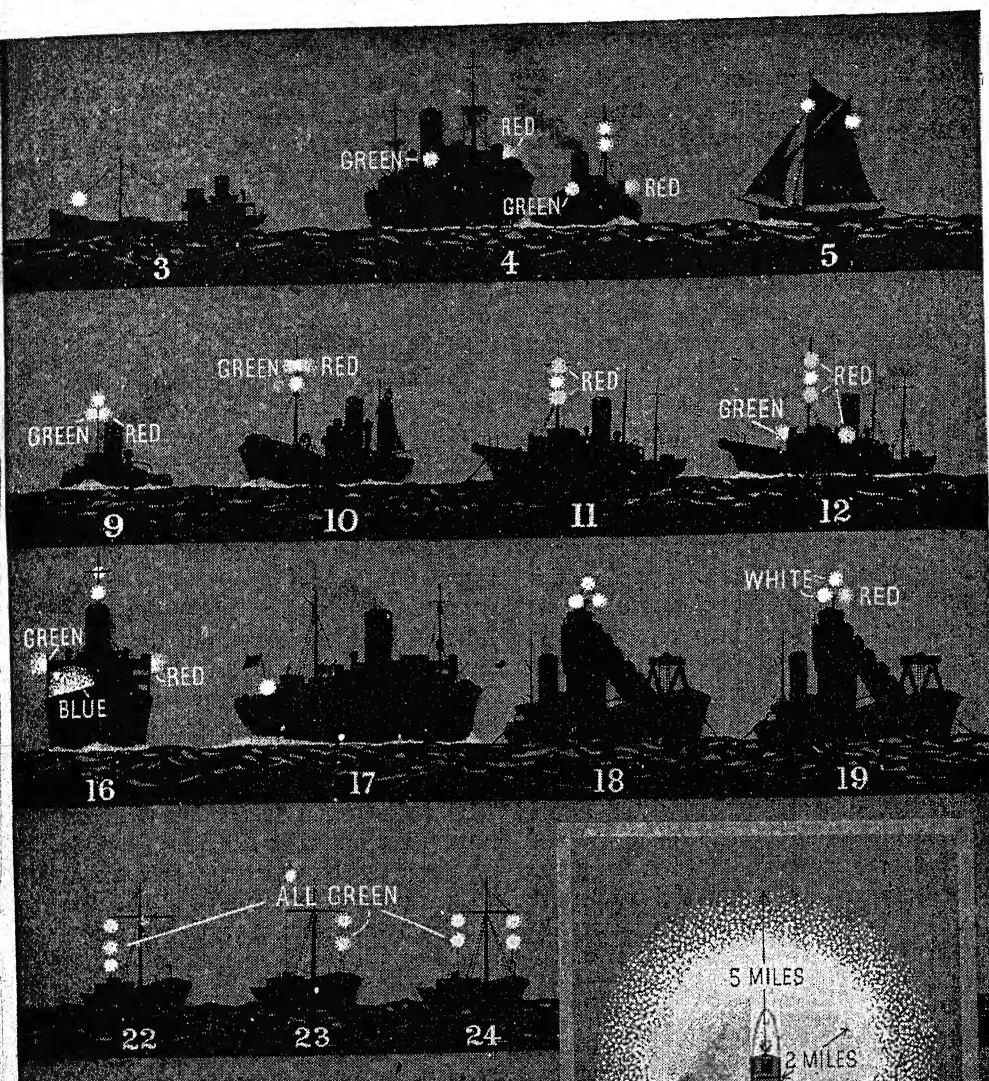 RED
GREEN
RED
GREEN
3
4
5
GREEN RED
RED
RED
GREEN
GREEN RED
9
10
11
12
WHITE
RED
GREEN
RED
BLUE
16
17
18
19
ALL GREEN
5 MILES
2 MILES
22
23
24